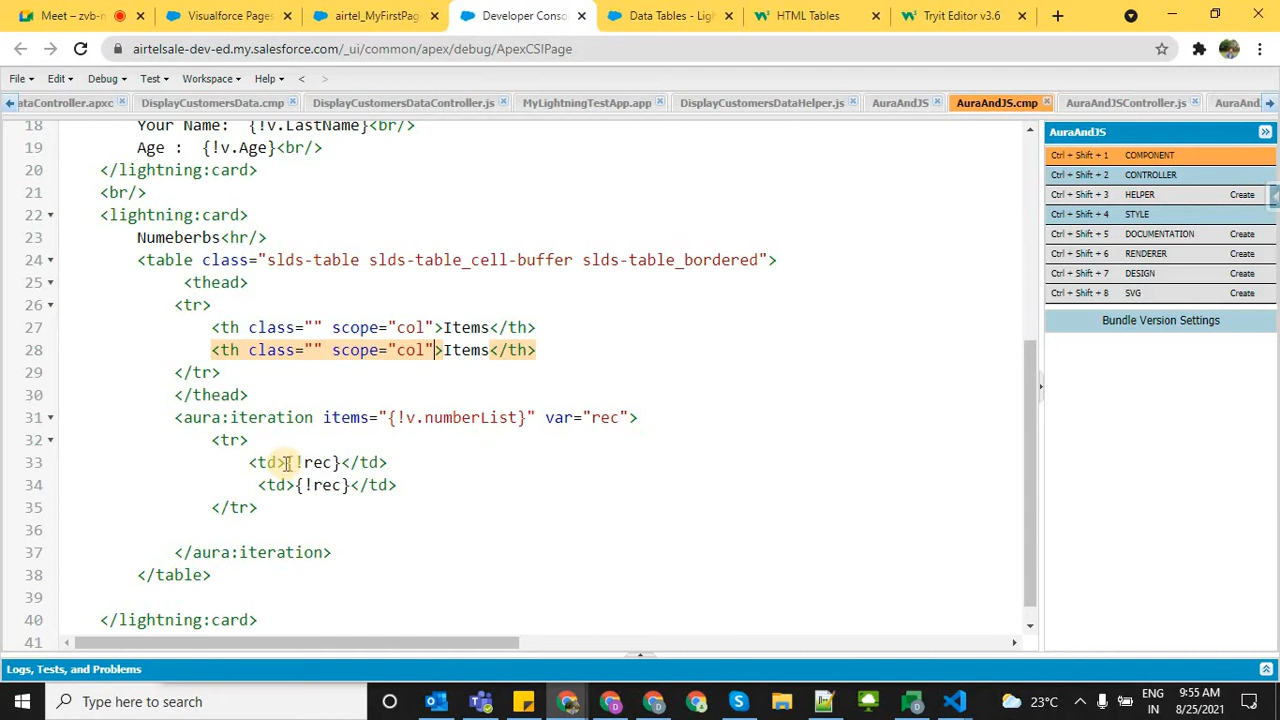 Meet – zvb-n
Visualforce Pages
airtel_MyFirstPag
Developer Conso
Data Tables - Ligh
HTML Tables
Tryit Editor v3.6
airtelsale-dev-ed.my.salesforce.com/_ui/common/apex/debug/ApexCSIPage
File Edit Debug Test Workspace Help < >
ataController.apxc
DisplayCustomersData.cmp
DisplayCustomersDataController.js
MyLightningTestApp.app
DisplayCustomersDataHelper.js
AuraAndJS
AuraAndJS.cmp
AuraAndJSController.js
AuraAnd.
18 Your Name: {!v.LastName}<br/>
19 Age : {!v.Age}<br/>
20 </lightning:card>
21 <br/>
22 <lightning:card>
23 Numeberbs<hr/>
24 <table class="slds-table slds-table_cell-buffer slds-table_bordered">
25 <thead>
26 <tr>
27 <th class="" scope="col">Items</th>
28 <th class="" scope="col">Items</th>
29 </tr>
30 </thead>
31 <aura:iteration items="{!v.numberList}" var="rec">
32 <tr>
33 <td>{!rec}</td>
34 <td>{!rec}</td>
35 </tr>
36
37 </aura:iteration>
38 </table>
39
40 </lightning:card>
41
AuraAndJS
Ctrl + Shift + 1 COMPONENT
Ctrl + Shift + 2 CONTROLLER
Ctrl + Shift + 3 HELPER Create
Ctrl + Shift + 4 STYLE
Ctrl + Shift + 5 DOCUMENTATION Create
Ctrl + Shift + 6 RENDERER Create
Ctrl + Shift + 7 DESIGN Create
Ctrl + Shift + 8 SVG Create
Bundle Version Settings
Logs, Tests, and Problems
Type here to search
23°C
ENG
IN
9:55 AM
8/25/2021